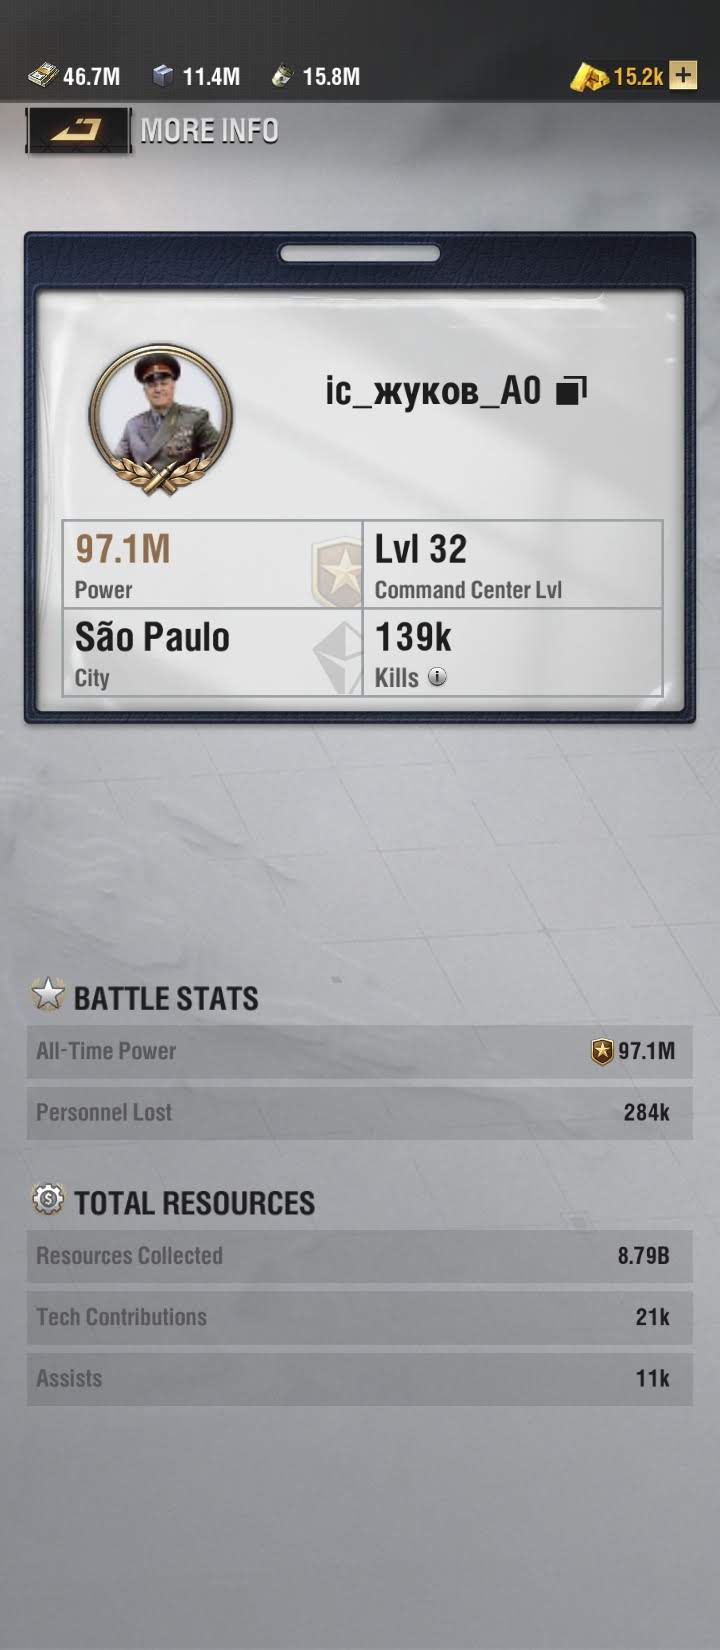 46.7M 11.4M 15.8M 15.2k +
MORE INFO
ic_жуков_A0
97.1M
Power
Lvl 32
Command Center Lvl
São Paulo
City
139k
Kills i
BATTLE STATS
All-Time Power 97.1M
Personnel Lost 284k
TOTAL RESOURCES
Resources Collected 8.79B
Tech Contributions 21k
Assists 11k